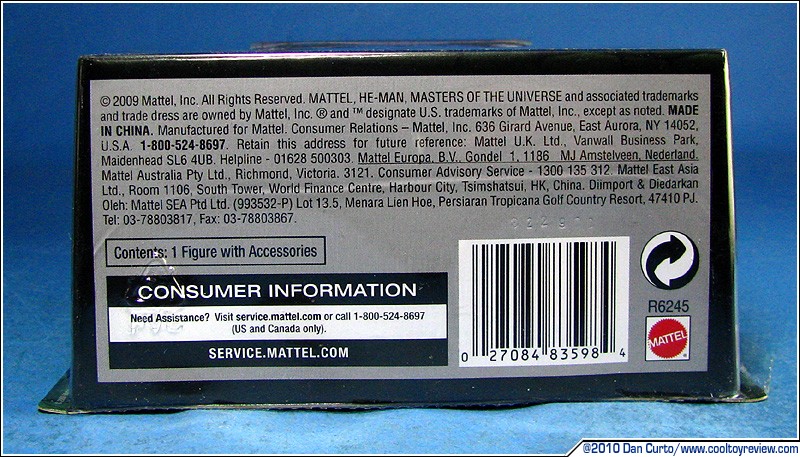 © 2009 Mattel, Inc. All Rights Reserved. MATTEL, HE-MAN, MASTERS OF THE UNIVERSE and associated trademarks
and trade dress are owned by Mattel, Inc. ® and ™ designate U.S. trademarks of Mattel, Inc., except as noted. MADE
IN CHINA. Manufactured for Mattel. Consumer Relations – Mattel, Inc. 636 Girard Avenue, East Aurora, NY 14052,
U.S.A. 1-800-524-8697. Retain this address for future reference: Mattel U.K. Ltd., Vanwall Business Park,
Maidenhead SL6 4UB. Helpline - 01628 500303. Mattel Europa, B.V., Gondel 1, 1186 MJ Amstelveen, Nederland.
Mattel Australia Pty Ltd., Richmond, Victoria. 3121. Consumer Advisory Service - 1300 135 312. Mattel East Asia
Ltd., Room 1106, South Tower, World Finance Centre, Harbour City, Tsimshatsui, HK, China. Diimport & Diedarkan
Oleh: Mattel SEA Ptd Ltd. (993532-P) Lot 13.5, Menara Lien Hoe, Persiaran Tropicana Golf Country Resort, 47410 PJ.
Tel: 03-78803817, Fax: 03-78803867.
Contents: 1 Figure with Accessories
CONSUMER INFORMATION
Need Assistance? Visit service.mattel.com or call 1-800-524-8697
(US and Canada only).
SERVICE.MATTEL.COM
0 27084 83598 4
R6245
MATTEL
©2010 Dan Curto/www.cooltoyreview.com